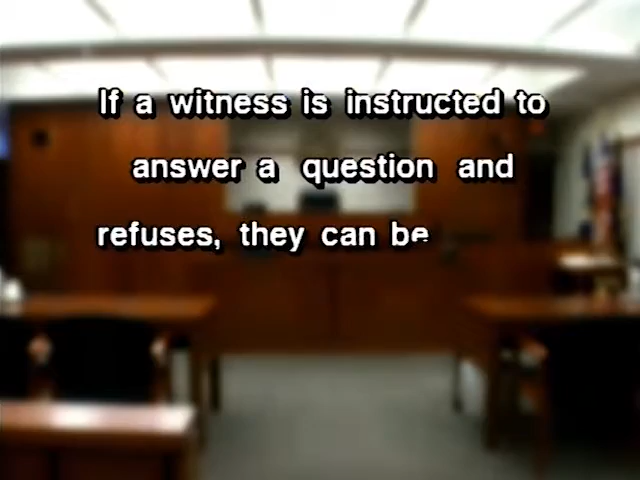 If a witness is instructed to
answer a question and
refuses, they can be